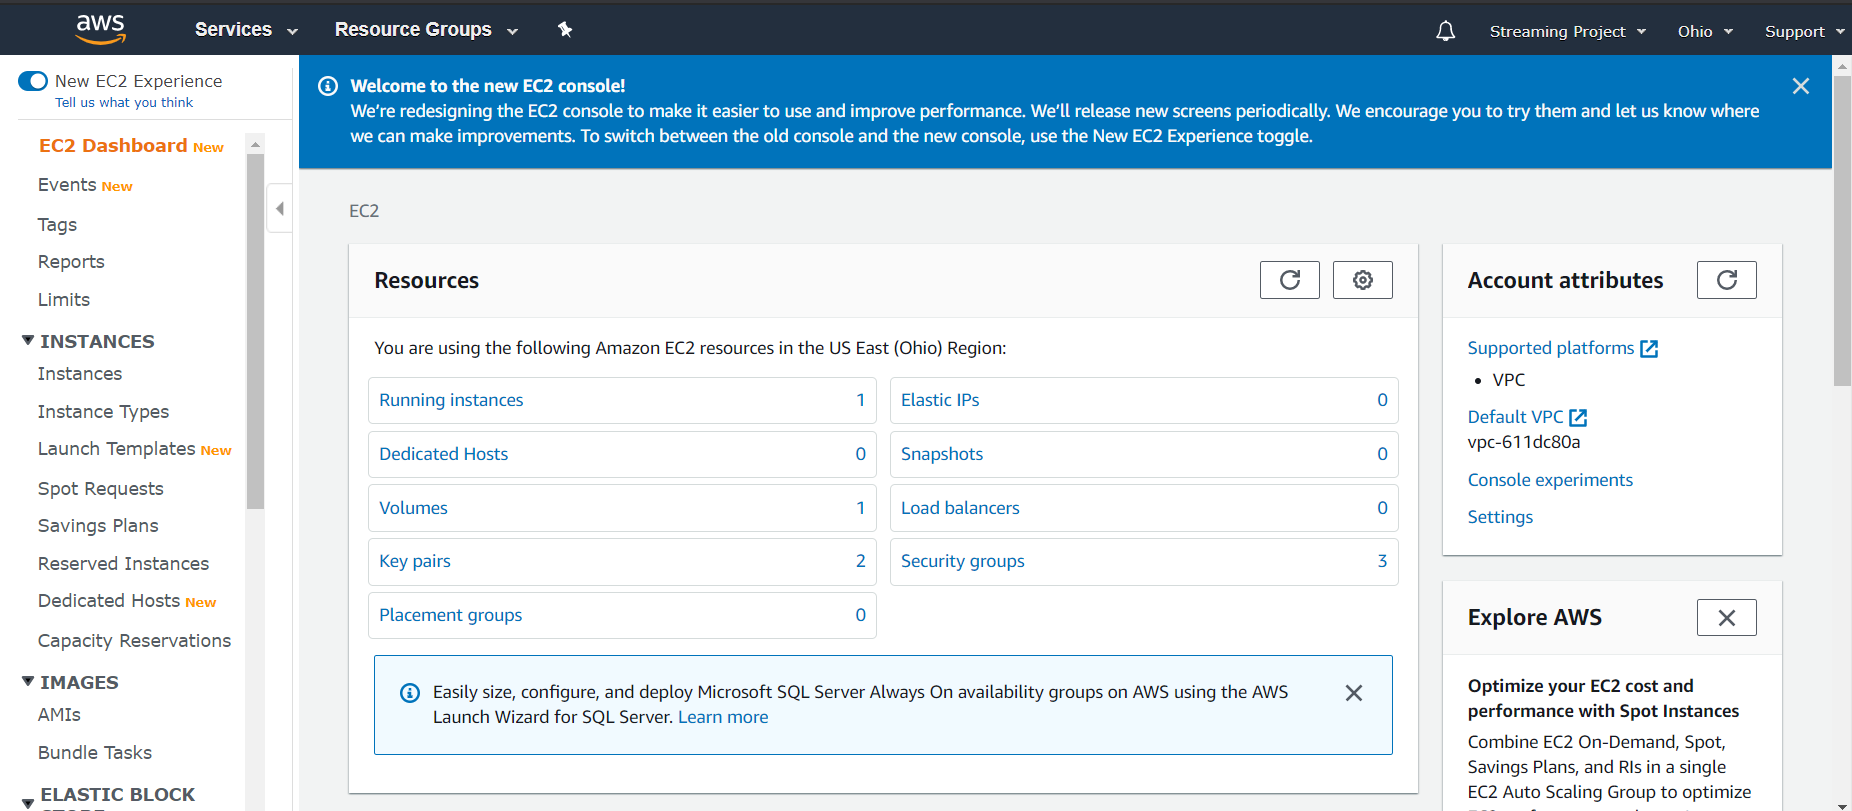 aws
Services
Resource Groups
Streaming Project
Ohio
Support
New EC2 Experience
Tell us what you think
EC2 Dashboard New
Events New
Tags
Reports
Limits
INSTANCES
Instances
Instance Types
Launch Templates New
Spot Requests
Savings Plans
Reserved Instances
Dedicated Hosts New
Capacity Reservations
IMAGES
AMIs
Bundle Tasks
ELASTIC BLOCK
Welcome to the new EC2 console!
We’re redesigning the EC2 console to make it easier to use and improve performance. We’ll release new screens periodically. We encourage you to try them and let us know where
we can make improvements. To switch between the old console and the new console, use the New EC2 Experience toggle.
EC2
Resources
You are using the following Amazon EC2 resources in the US East (Ohio) Region:
Running instances 1
Elastic IPs 0
Dedicated Hosts 0
Snapshots 0
Volumes 1
Load balancers 0
Key pairs 2
Security groups 3
Placement groups 0
Easily size, configure, and deploy Microsoft SQL Server Always On availability groups on AWS using the AWS
Launch Wizard for SQL Server. Learn more
Account attributes
Supported platforms
• VPC
Default VPC
vpc-611dc80a
Console experiments
Settings
Explore AWS
Optimize your EC2 cost and
performance with Spot Instances
Combine EC2 On-Demand, Spot,
Savings Plans, and RIs in a single
EC2 Auto Scaling Group to optimize